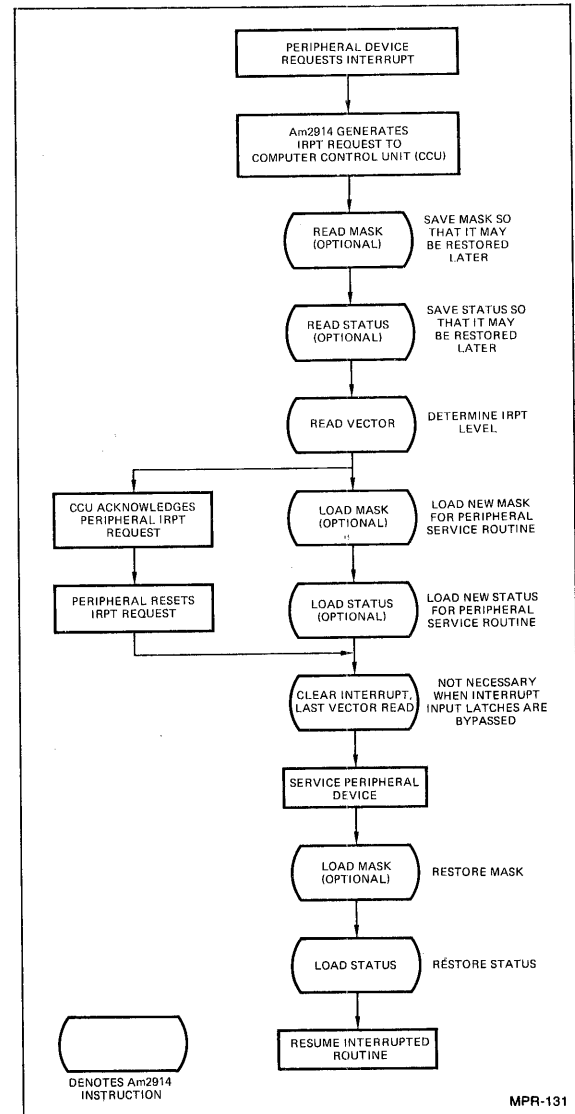 PERIPHERAL DEVICE
REQUESTS INTERRUPT
Am2914 GENERATES
IRPT REQUEST TO
COMPUTER CONTROL UNIT (CCU)
READ MASK
(OPTIONAL)
SAVE MASK SO
THAT IT MAY
BE RESTORED
LATER
READ STATUS
(OPTIONAL)
SAVE STATUS SO
THAT IT MAY
BE RESTORED
LATER
READ VECTOR
DETERMINE IRPT
LEVEL
CCU ACKNOWLEDGES
PERIPHERAL IRPT
REQUEST
LOAD MASK
(OPTIONAL)
LOAD NEW MASK
FOR PERIPHERAL
SERVICE ROUTINE
PERIPHERAL RESETS
IRPT REQUEST
LOAD STATUS
(OPTIONAL)
LOAD NEW STATUS
FOR PERIPHERAL
SERVICE ROUTINE
CLEAR INTERRUPT,
LAST VECTOR READ
NOT NECESSARY
WHEN INTERRUPT
INPUT LATCHES ARE
BYPASSED
SERVICE PERIPHERAL
DEVICE
LOAD MASK
(OPTIONAL)
RESTORE MASK
LOAD STATUS
RESTORE STATUS
RESUME INTERRUPTED
ROUTINE
DENOTES Am2914
INSTRUCTION
MPR-131